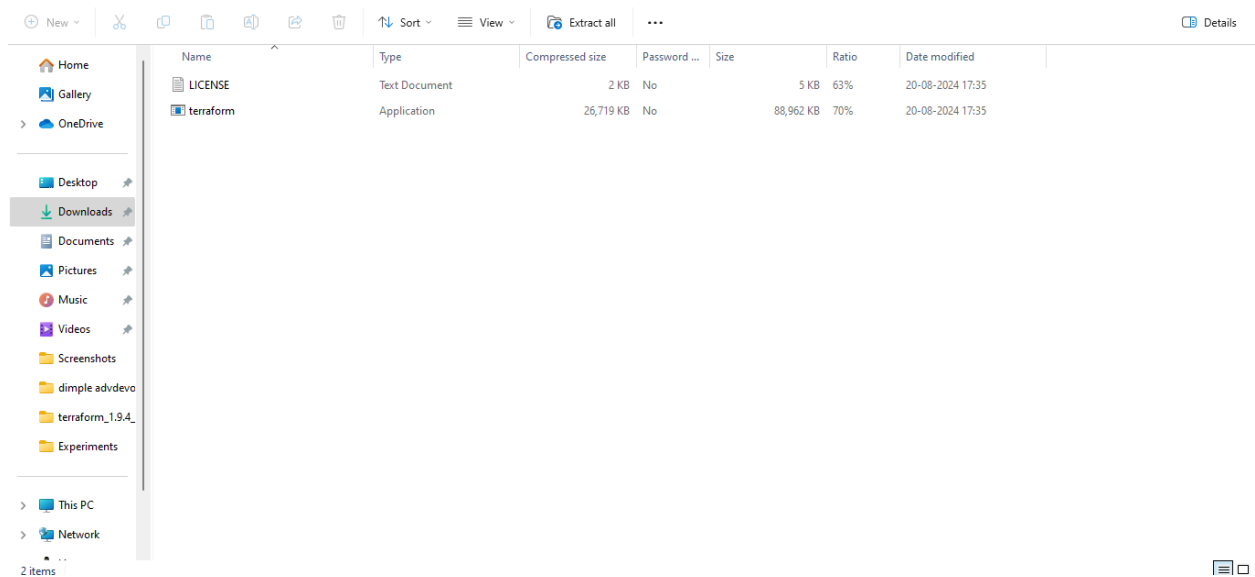 New Sort View Extract all ... Details
Name Type Compressed size Password ... Size Ratio Date modified
LICENSE Text Document 2 KB No 5 KB 63% 20-08-2024 17:35
terraform Application 26,719 KB No 88,962 KB 70% 20-08-2024 17:35
Home
Gallery
OneDrive
Desktop
Downloads
Documents
Pictures
Music
Videos
Screenshots
dimple advdevo
terraform_1.9.4_
Experiments
This PC
Network
2 items